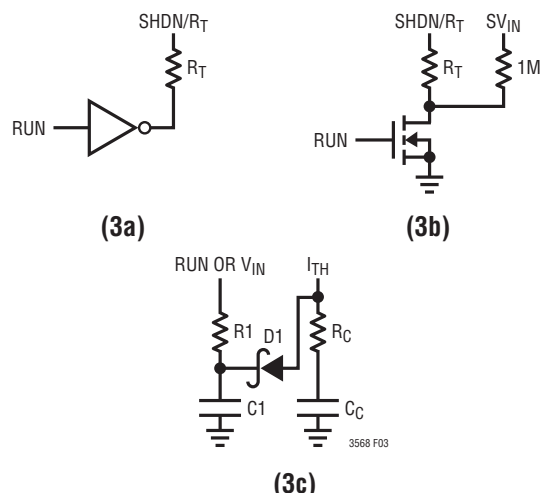 SHDN/RT
RT
RUN
(3a)
SHDN/RT SVIN
RT 1M
RUN
(3b)
RUN OR VIN ITH
R1 D1 RC
C1 CC
3568 F03
(3c)